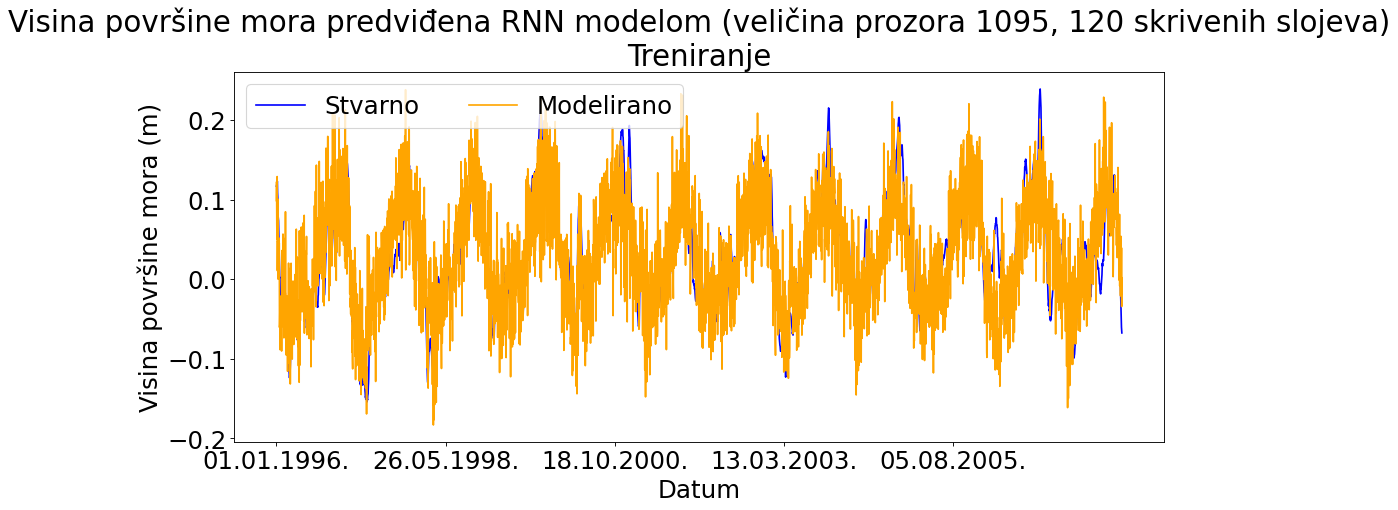 Visina površine mora predviđena RNN modelom (veličina prozora 1095, 120 skrivenih slojeva)
Treniranje
Stvarno Modelirano
Visina površine mora (m)
0.2
0.1
0.0
−0.1
−0.2
01.01.1996. 26.05.1998. 18.10.2000. 13.03.2003. 05.08.2005.
Datum